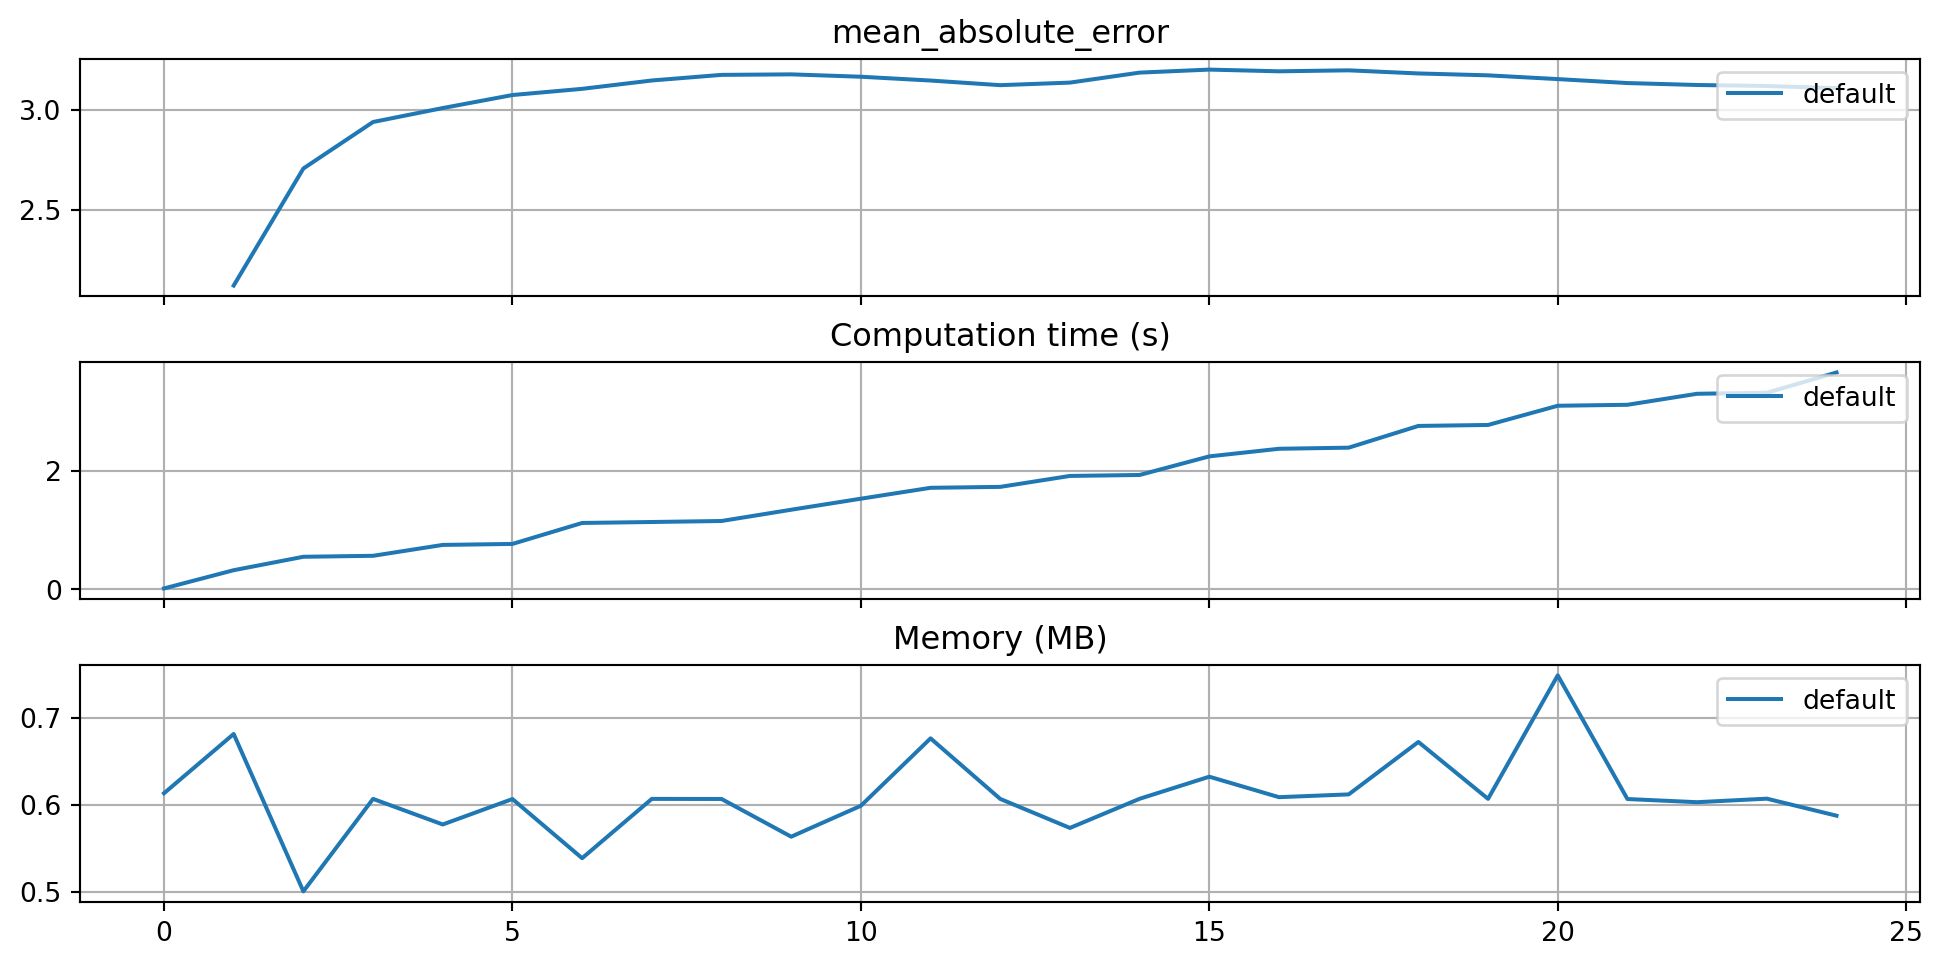 mean_absolute_error
3.0
2.5
default
Computation time (s)
2
0
default
Memory (MB)
0.7
0.6
0.5
default
0 5 10 15 20 25